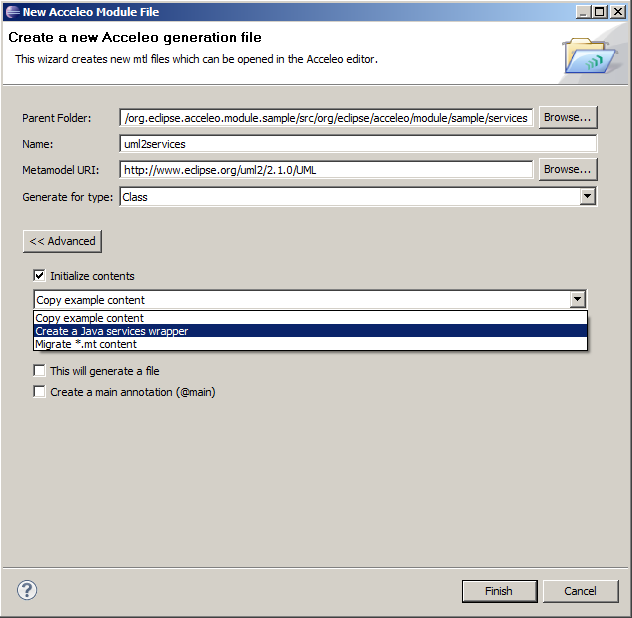 New Acceleo Module File
Create a new Acceleo generation file
This wizard creates new mtl files which can be opened in the Acceleo editor.
Parent Folder: /org.eclipse.acceleo.module.sample/src/org/eclipse/acceleo/module/sample/services Browse...
Name: uml2services
Metamodel URI: http://www.eclipse.org/uml2/2.1.0/UML Browse...
Generate for type: Class
<< Advanced
Initialize contents
Copy example content
Copy example content
Create a Java services wrapper
Migrate *.mt content
This will generate a file
Create a main annotation (@main)
? Finish Cancel